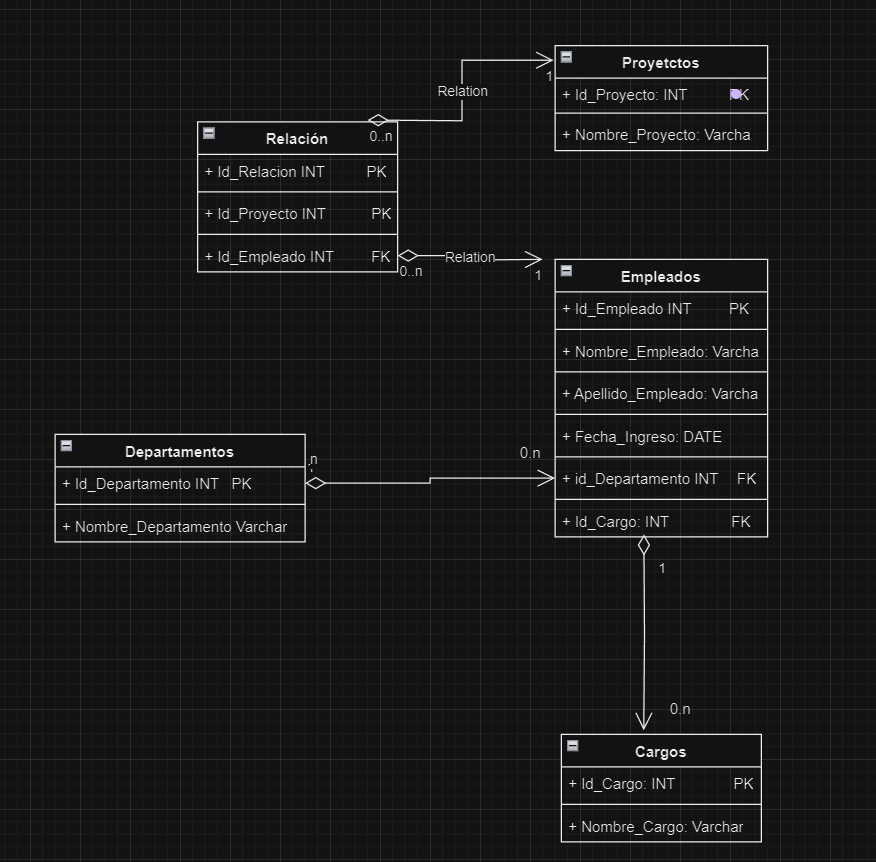 Proyetctos
+ Id_Proyecto: INT
+ Nombre_Proyecto: Varcha
Relation
1
0..n
Relación
+ Id_Relacion INT PK
+ Id_Proyecto INT PK
+ Id_Empleado INT FK
0..n
Relation
1
Empleados
+ Id_Empleado INT PK
+ Nombre_Empleado: Varcha
+ Apellido_Empleado: Varcha
+ Fecha_Ingreso: DATE
+ id_Departamento INT FK
+ Id_Cargo: INT FK
Departamentos
+ Id_Departamento INT PK
+ Nombre_Departamento Varchar
n
0.n
1
0.n
Cargos
+ Id_Cargo: INT PK
+ Nombre_Cargo: Varchar